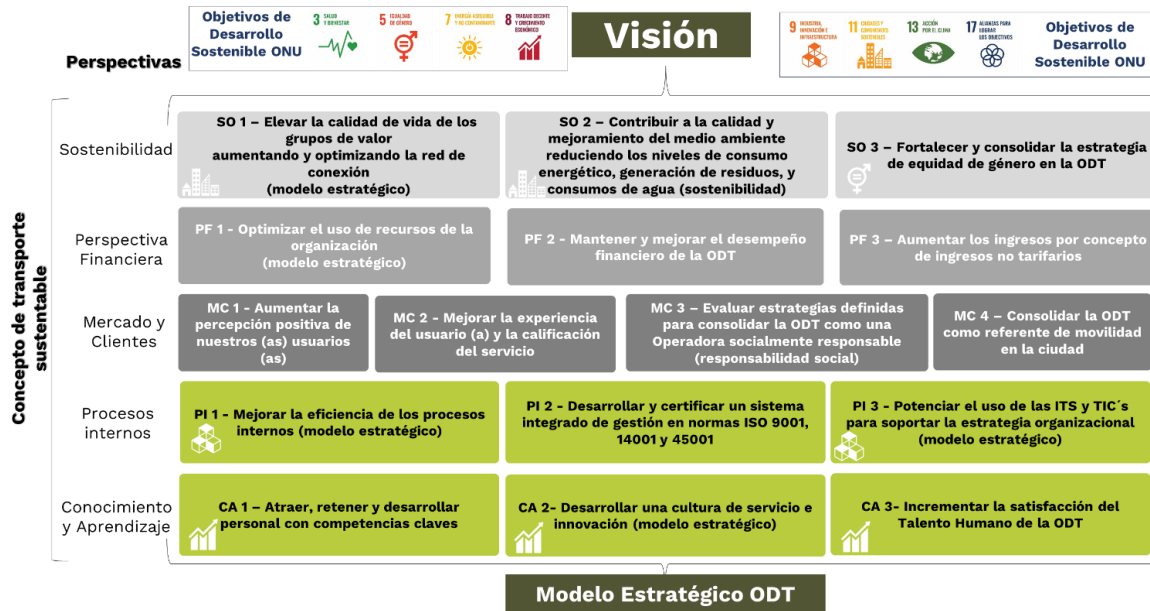 Objetivos de
Desarrollo
Sostenible ONU
3 SALUD
Y BIENESTAR
5 IGUALDAD
DE GÉNERO
7 ENERGÍA ASEQUIBLE
Y NO CONTAMINANTE
8 TRABAJO DECENTE
Y CRECIMIENTO
ECONÓMICO
Visión
9 INDUSTRIA,
INNOVACIÓN E
INFRAESTRUCTURA
11 CIUDADES Y
COMUNIDADES
SOSTENIBLES
13 ACCIÓN
POR EL CLIMA
17 ALIANZAS PARA
LOGRAR
LOS OBJETIVOS
Objetivos de
Desarrollo
Sostenible ONU
Perspectivas
Concepto de transporte
sustentable
Sostenibilidad
SO 1 – Elevar la calidad de vida de los
grupos de valor
aumentando y optimizando la red de
conexión
(modelo estratégico)
SO 2 – Contribuir a la calidad y
mejoramiento del medio ambiente
reduciendo los niveles de consumo
energético, generación de residuos, y
consumos de agua (sostenibilidad)
SO 3 – Fortalecer y consolidar la estrategia
de equidad de género en la ODT
Perspectiva
Financiera
PF 1 - Optimizar el uso de recursos de la
organización
(modelo estratégico)
PF 2 - Mantener y mejorar el desempeño
financiero de la ODT
PF 3 – Aumentar los ingresos por concepto
de ingresos no tarifarios
Mercado y
Clientes
MC 1 - Aumentar la
percepción positiva de
nuestros (as) usuarios
(as)
MC 2 - Mejorar la experiencia
del usuario (a) y la calificación
del servicio
MC 3 – Evaluar estrategias definidas
para consolidar la ODT como una
Operadora socialmente responsable
(responsabilidad social)
MC 4 – Consolidar la ODT
como referente de movilidad
en la ciudad
Procesos
internos
PI 1 - Mejorar la eficiencia de los procesos
internos (modelo estratégico)
PI 2 - Desarrollar y certificar un sistema
integrado de gestión en normas ISO 9001,
14001 y 45001
PI 3 - Potenciar el uso de las ITS y TIC´s
para soportar la estrategia organizacional
(modelo estratégico)
Conocimiento
y Aprendizaje
CA 1 – Atraer, retener y desarrollar
personal con competencias claves
CA 2- Desarrollar una cultura de servicio e
innovación (modelo estratégico)
CA 3- Incrementar la satisfacción del
Talento Humano de la ODT
Modelo Estratégico ODT